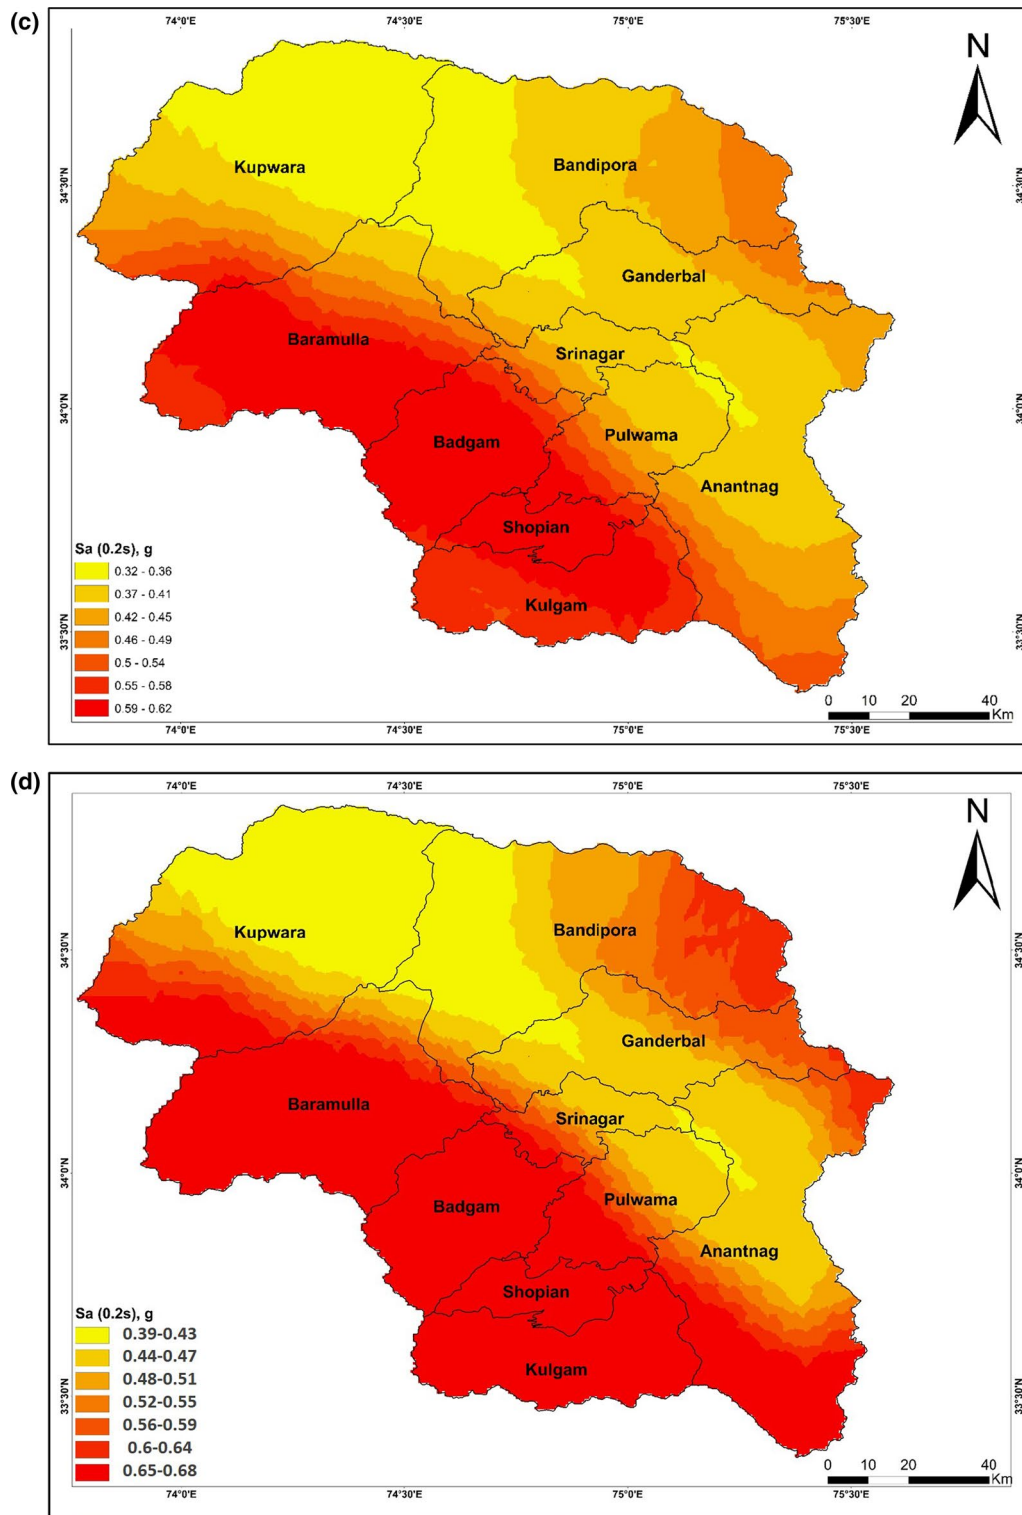 (c)
74°0'E 74°30'E 75°0'E 75°30'E
N
Kupwara
Bandipora
34°30'N 34°30'N
Ganderbal
Baramulla
Srinagar
34°0'N 34°0'N
Pulwama
Badgam
Anantnag
Shopian
Sa (0.2s), g
0.32 - 0.36
0.37 - 0.41
Kulgam
0.42 - 0.45
33°30'N 33°30'N
0.46 - 0.49
0.5 - 0.54
0.55 - 0.58
0 10 20 40
0.59 - 0.62
Km
74°0'E 74°30'E 75°0'E 75°30'E
(d)
74°0'E 74°30'E 75°0'E 75°30'E
N
Kupwara
Bandipora
34°30'N 34°30'N
Ganderbal
Baramulla
Srinagar
34°0'N 34°0'N
Pulwama
Badgam
Anantnag
Shopian
Sa (0.2s), g
0.39-0.43
0.44-0.47
Kulgam
0.48-0.51
33°30'N 33°30'N
0.52-0.55
0.56-0.59
0.6-0.64
0 10 20 40
0.65-0.68
Km
74°0'E 74°30'E 75°0'E 75°30'E